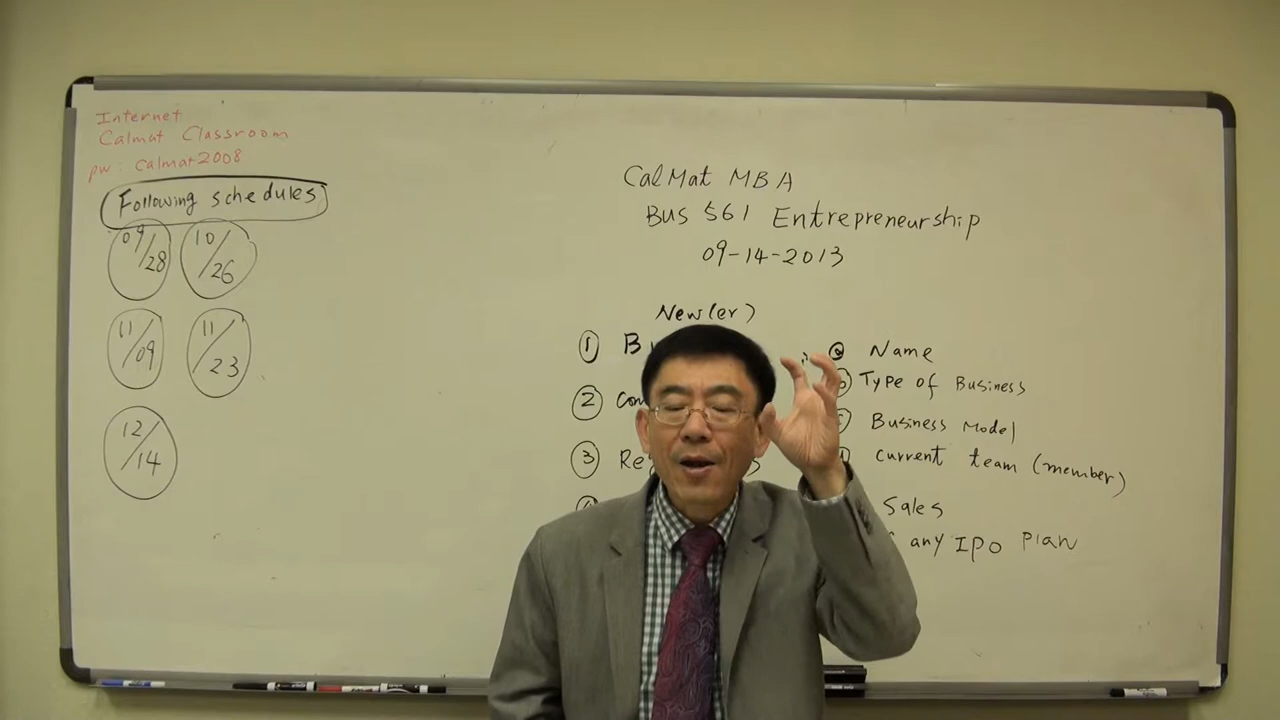 Internet
Calmat Classroom
pw: Calmat2008
Following schedules
09/28
10/26
11/09
11/23
12/14
CalMat MBA
Bus 561 Entrepreneurship
09-14-2013
New(er)
①
②
③
Name
Type of Business
Business Model
current team (member)
Sales
any IPO plan